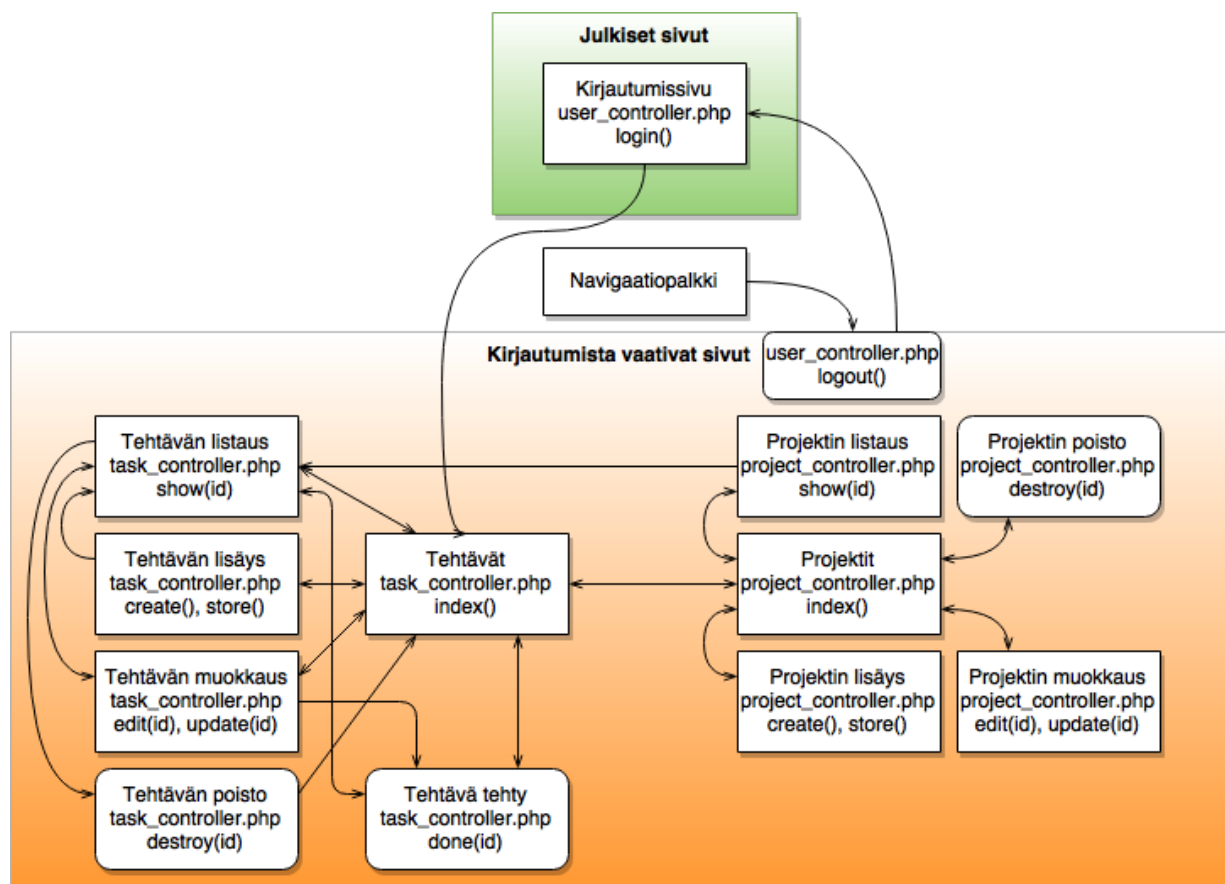 Julkiset sivut
Kirjautumissivu
user_controller.php
login()
Navigaatiopalkki
Kirjautumista vaativat sivut
user_controller.php
logout()
Tehtävän listaus
task_controller.php
show(id)
Projektin listaus
project_controller.php
show(id)
Projektin poisto
project_controller.php
destroy(id)
Tehtävän lisäys
task_controller.php
create(), store()
Tehtävät
task_controller.php
index()
Projektit
project_controller.php
index()
Tehtävän muokkaus
task_controller.php
edit(id), update(id)
Projektin lisäys
project_controller.php
create(), store()
Projektin muokkaus
project_controller.php
edit(id), update(id)
Tehtävän poisto
task_controller.php
destroy(id)
Tehtävä tehty
task_controller.php
done(id)